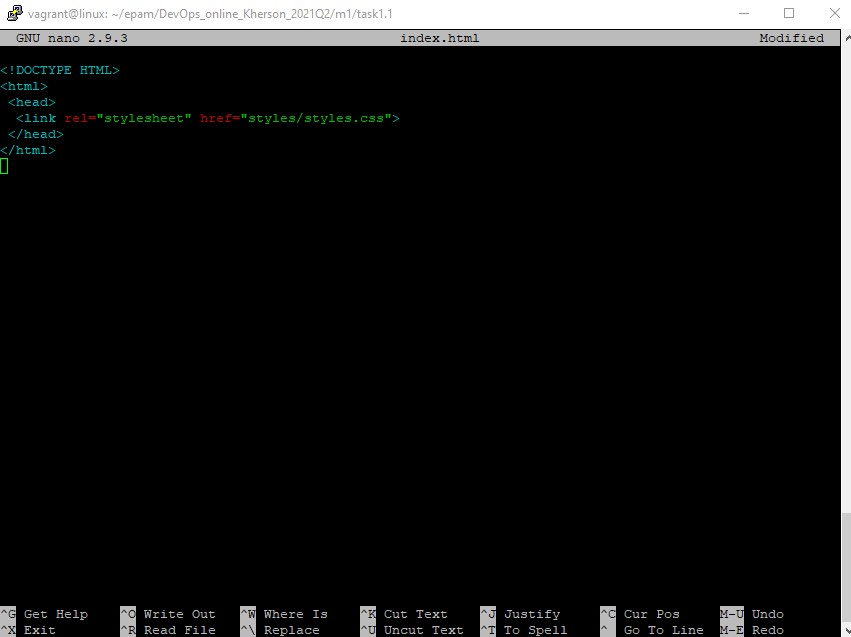 vagrant@linux: ~/epam/DevOps_online_Kherson_2021Q2/m1/task1.1
GNU nano 2.9.3 index.html Modified
<!DOCTYPE HTML>
<html>
 <head>
  <link rel="stylesheet" href="styles/styles.css">
 </head>
</html>
^G Get Help ^O Write Out ^W Where Is ^K Cut Text ^J Justify ^C Cur Pos M-U Undo
^X Exit ^R Read File ^\ Replace ^U Uncut Text ^T To Spell ^_ Go To Line M-E Redo